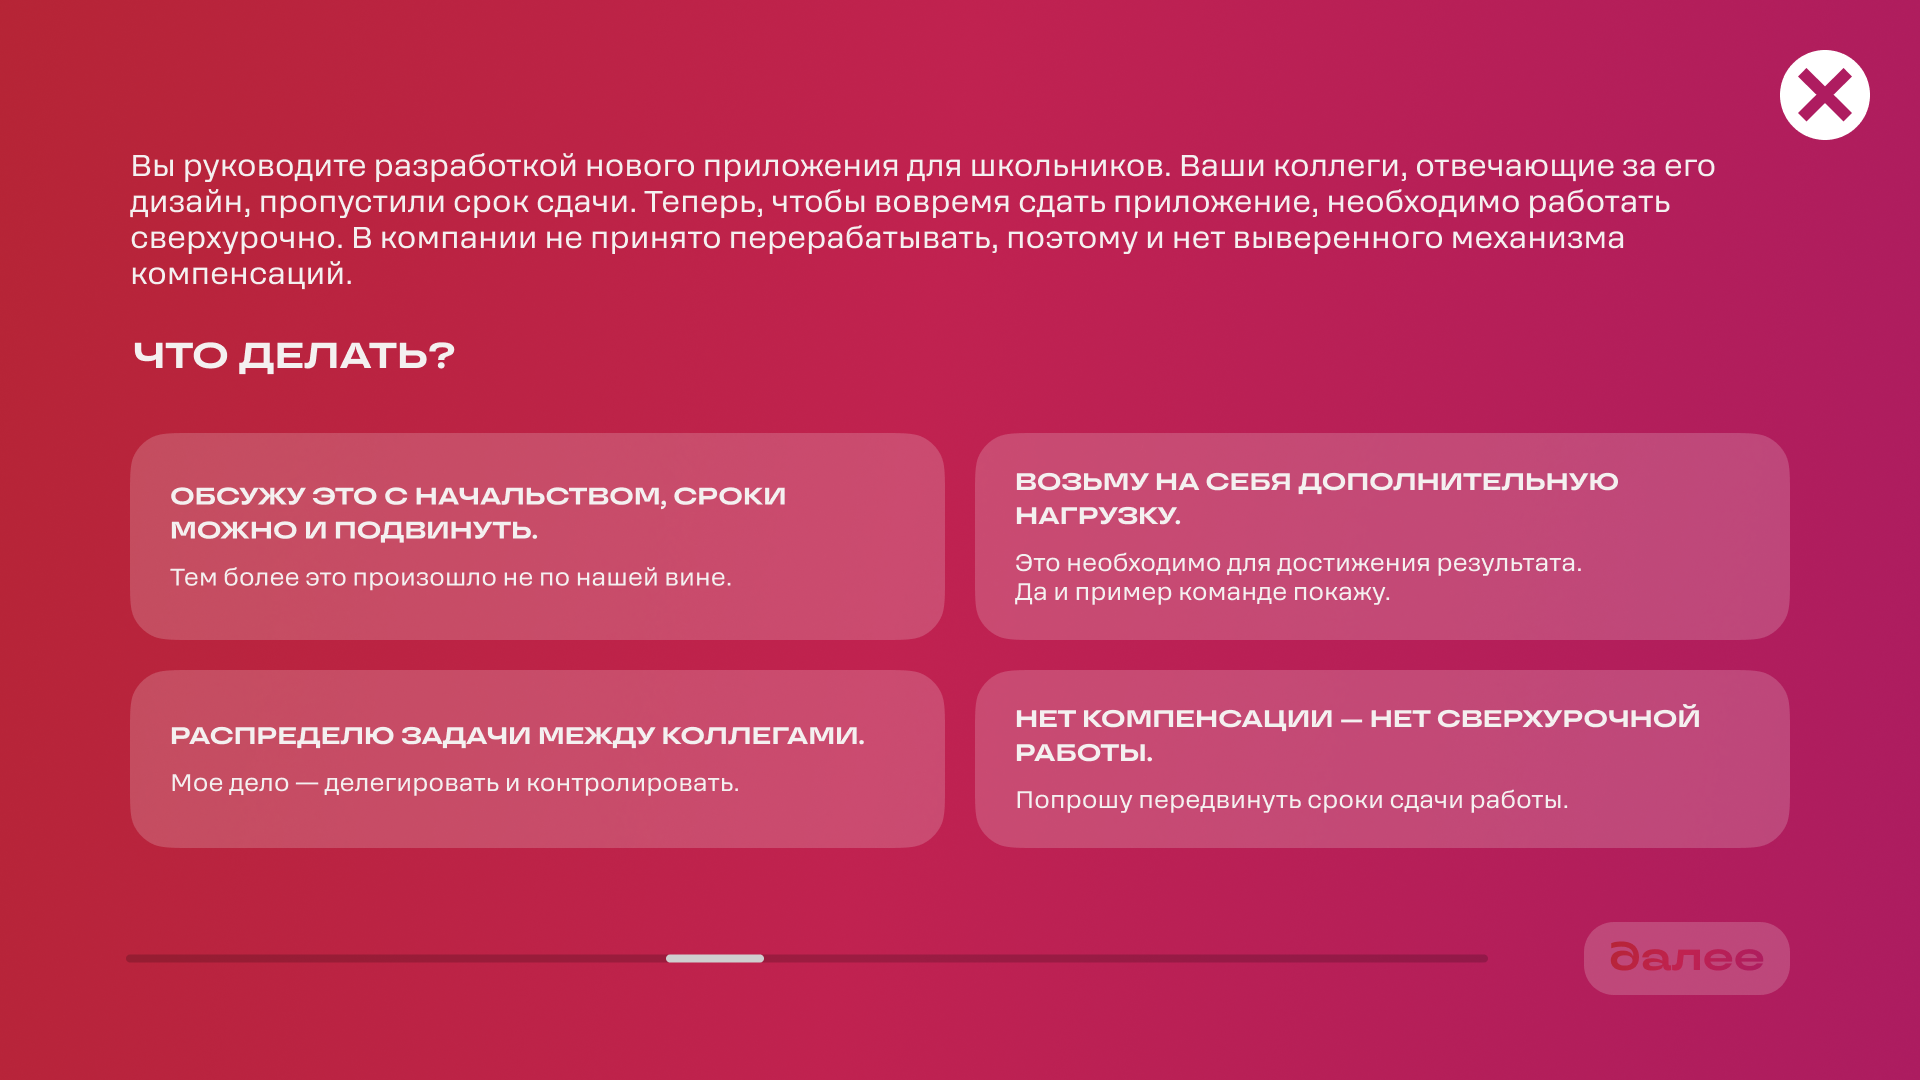 Вы руководите разработкой нового приложения для школьников. Ваши коллеги, отвечающие за его
дизайн, пропустили срок сдачи. Теперь, чтобы вовремя сдать приложение, необходимо работать
сверхурочно. В компании не принято перерабатывать, поэтому и нет выверенного механизма
компенсаций.
ЧТО ДЕЛАТЬ?
ОБСУЖУ ЭТО С НАЧАЛЬСТВОМ, СРОКИ
МОЖНО И ПОДВИНУТЬ.
Тем более это произошло не по нашей вине.
ВОЗЬМУ НА СЕБЯ ДОПОЛНИТЕЛЬНУЮ
НАГРУЗКУ.
Это необходимо для достижения результата.
Да и пример команде покажу.
РАСПРЕДЕЛЮ ЗАДАЧИ МЕЖДУ КОЛЛЕГАМИ.
Мое дело — делегировать и контролировать.
НЕТ КОМПЕНСАЦИИ — НЕТ СВЕРХУРОЧНОЙ
РАБОТЫ.
Попрошу передвинуть сроки сдачи работы.
далее